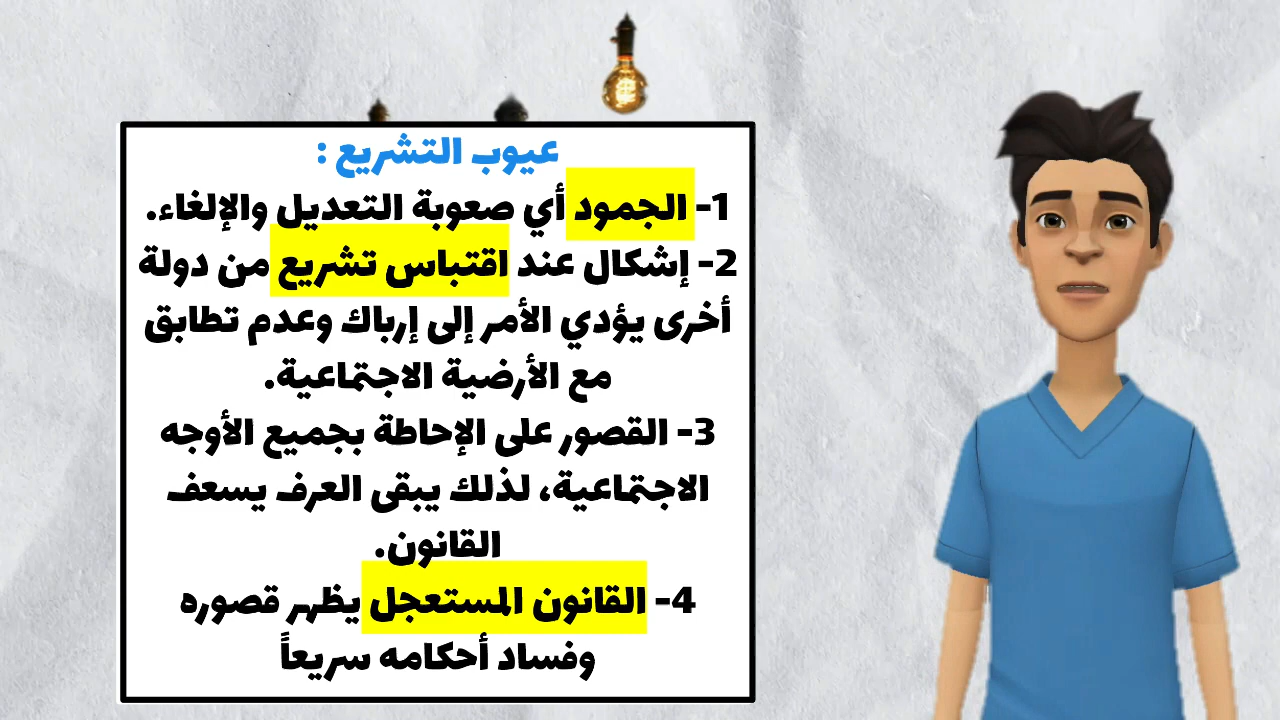 عيوب التشريع :
1- الجمود أي صعوبة التعديل والإلغاء.
2- إشكال عند اقتباس تشريع من دولة
أخرى يؤدي الأمر إلى إرباك وعدم تطابق
مع الأرضية الاجتماعية.
3- القصور على الإحاطة بجميع الأوجه
الاجتماعية، لذلك يبقى العرف يسعف
القانون.
4- القانون المستعجل يظهر قصوره
وفساد أحكامه سريعاً